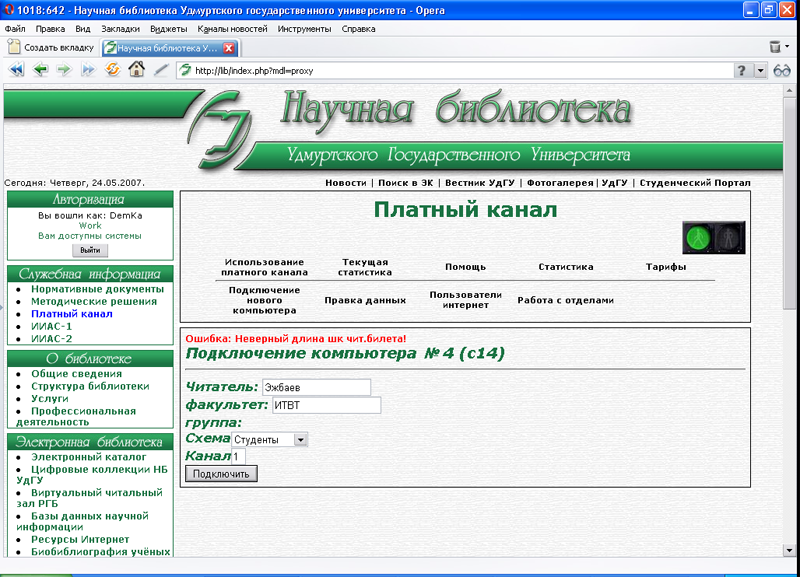 1018:642 - Научная библиотека Удмуртского государственного университета - Opera
Файл Правка Вид Закладки Виджеты Каналы новостей Инструменты Справка
Создать вкладку Научная библиотека У...
http://lib/index.php?mdl=proxy
?
Научная библиотека
Удмуртского Государственного Университета
Сегодня: Четверг, 24.05.2007.
Новости | Поиск в ЭК | Вестник УдГУ | Фотогалерея | УдГУ | Студенческий Портал
Авторизация
Вы вошли как: DemKa
Work
Вам доступны системы
Выйти
Служебная информация
Нормативные документы
Методические решения
Платный канал
ИИАС-1
ИИАС-2
О библиотеке
Общие сведения
Структура библиотеки
Услуги
Профессиональная
деятельность
Электронная библиотека
Электронный каталог
Цифровые коллекции НБ
УдГУ
Виртуальный читальный
зал РГБ
Базы данных научной
информации
Ресурсы Интернет
Биобиблиография учёных
Платный канал
Использование
платного канала
Текущая
статистика
Помощь
Статистика
Тарифы
Подключение
нового
компьютера
Правка данных
Пользователи
интернет
Работа с отделами
Ошибка: Неверный длина шк чит.билета!
Подключение компьютера №4 (c14)
Читатель: Эжбаев
факультет: ИТВТ
группа:
Схема Студенты
Канал 1
Подключить